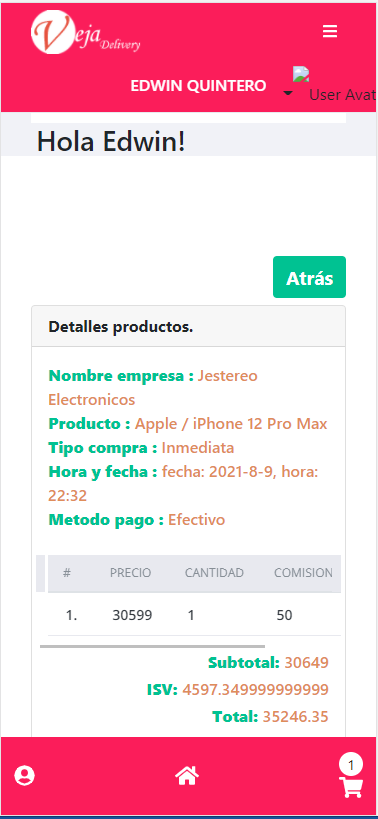 Veja
Delivery
EDWIN QUINTERO
User Avat
Hola Edwin!
Atrás
Detalles productos.
Nombre empresa : Jestereo
Electronicos
Producto : Apple / iPhone 12 Pro Max
Tipo compra : Inmediata
Hora y fecha : fecha: 2021-8-9, hora:
22:32
Metodo pago : Efectivo
# PRECIO CANTIDAD COMISION
1. 30599 1 50
Subtotal: 30649
ISV: 4597.349999999999
Total: 35246.35
1